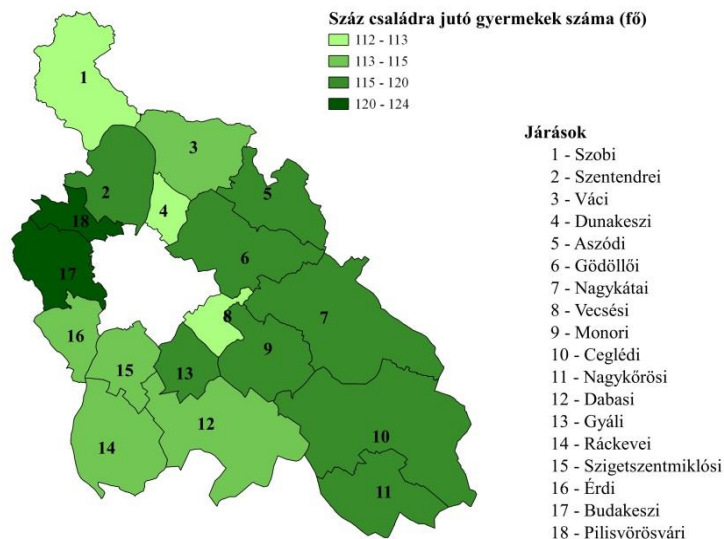 Száz családra jutó gyermekek száma (fő)
112 - 113
113 - 115
115 - 120
120 - 124
Járások
1 - Szobi
2 - Szentendrei
3 - Váci
4 - Dunakeszi
5 - Aszódi
6 - Gödöllői
7 - Nagykátai
8 - Vecsési
9 - Monori
10 - Ceglédi
11 - Nagykőrösi
12 - Dabasi
13 - Gyáli
14 - Ráckevei
15 - Szigetszentmiklósi
16 - Érdi
17 - Budakeszi
18 - Pilisvörösvári
1
3
2
4
5
18
6
17
8
7
16
9
15
13
12
14
10
11